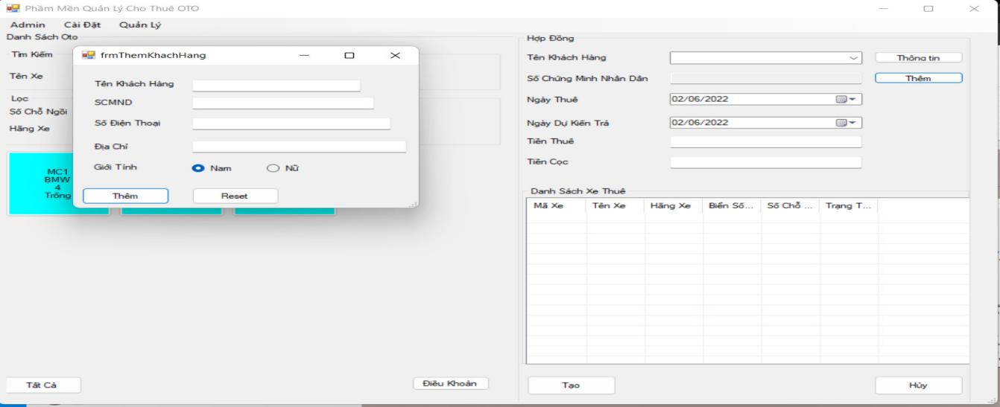 Phầm Mền Quản Lý Cho Thuê OTO
Admin Cài Đặt Quản Lý
Danh Sách Oto
Tìm Kiếm
Tên Xe
Lọc
Số Chỗ Ngồi
Hãng Xe
MC1
BMW
4
Trống
Tất Cả
Điều Khoản
frmThemKhachHang
Tên Khách Hàng
SCMND
Số Điện Thoại
Địa Chỉ
Giới Tính Nam Nữ
Thêm Reset
Hợp Đồng
Tên Khách Hàng Thông tin
Số Chứng Minh Nhân Dân Thêm
Ngày Thuê 02/06/2022
Ngày Dự Kiến Trả 02/06/2022
Tiền Thuê
Tiền Cọc
Danh Sách Xe Thuê
Mã Xe Tên Xe Hãng Xe Biển Số... Số Chỗ ... Trạng T...
Tạo Hủy